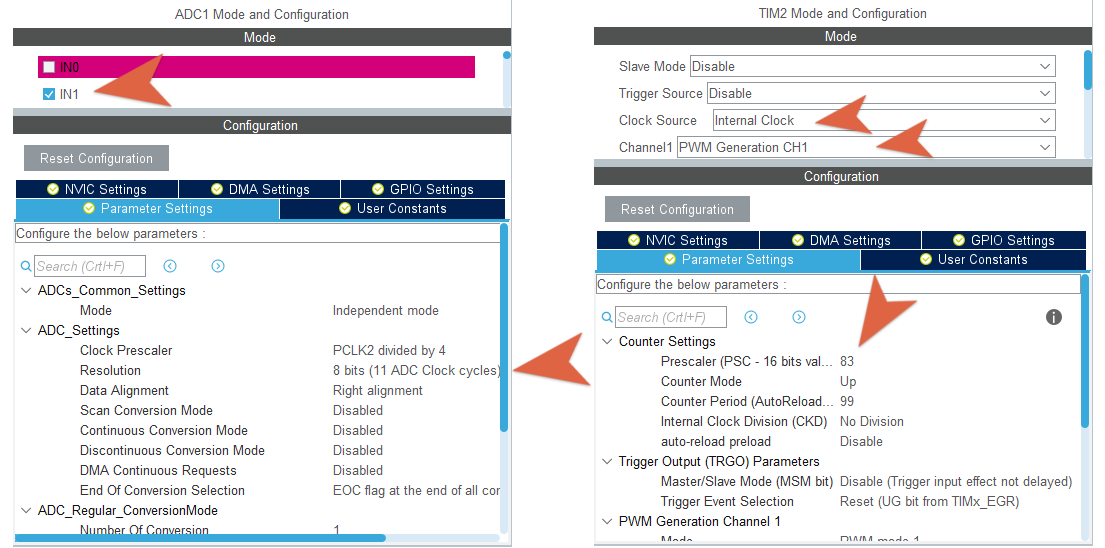 ADC1 Mode and Configuration
Mode
IN0
IN1
Configuration
Reset Configuration
NVIC Settings
DMA Settings
GPIO Settings
Parameter Settings
User Constants
Configure the below parameters :
Search (Crtl+F)
ADCs_Common_Settings
Mode Independent mode
ADC_Settings
Clock Prescaler PCLK2 divided by 4
Resolution 8 bits (11 ADC Clock cycles)
Data Alignment Right alignment
Scan Conversion Mode Disabled
Continuous Conversion Mode Disabled
Discontinuous Conversion Mode Disabled
DMA Continuous Requests Disabled
End Of Conversion Selection EOC flag at the end of all cor
ADC_Regular_ConversionMode
Number Of Conversion 1
TIM2 Mode and Configuration
Mode
Slave Mode Disable
Trigger Source Disable
Clock Source Internal Clock
Channel1 PWM Generation CH1
Configuration
Reset Configuration
NVIC Settings
DMA Settings
GPIO Settings
Parameter Settings
User Constants
Configure the below parameters :
Search (Crtl+F)
i
Counter Settings
Prescaler (PSC - 16 bits val... 83
Counter Mode Up
Counter Period (AutoReload... 99
Internal Clock Division (CKD) No Division
auto-reload preload Disable
Trigger Output (TRGO) Parameters
Master/Slave Mode (MSM bit) Disable (Trigger input effect not delayed)
Trigger Event Selection Reset (UG bit from TIMx_EGR)
PWM Generation Channel 1
Mode PWM mode 1